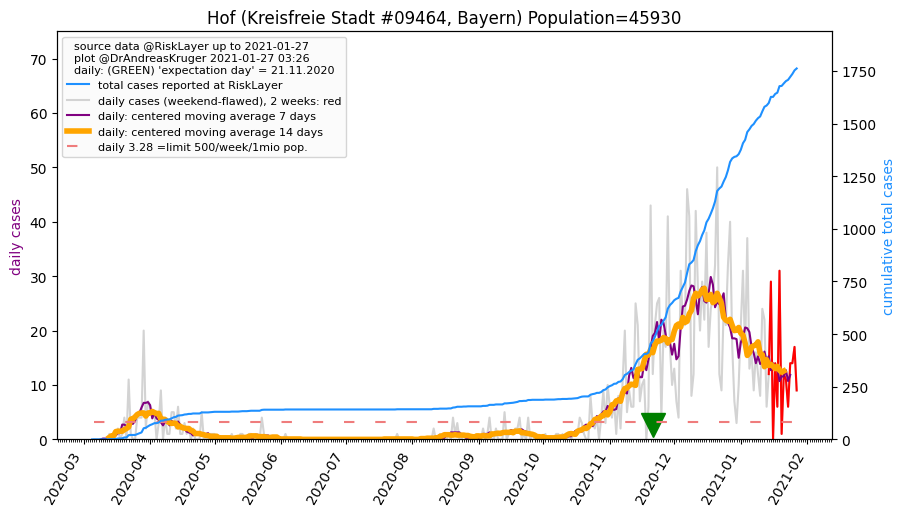 Hof (Kreisfreie Stadt #09464, Bayern) Population=45930
source data @RiskLayer up to 2021-01-27
plot @DrAndreasKruger 2021-01-27 03:26
daily: (GREEN) 'expectation day' = 21.11.2020
total cases reported at RiskLayer
daily cases (weekend-flawed), 2 weeks: red
daily: centered moving average 7 days
daily: centered moving average 14 days
daily 3.28 =limit 500/week/1mio pop.
daily cases
70
60
50
40
30
20
10
0
cumulative total cases
1750
1500
1250
1000
750
500
250
0
2020-03
2020-04
2020-05
2020-06
2020-07
2020-08
2020-09
2020-10
2020-11
2020-12
2021-01
2021-02